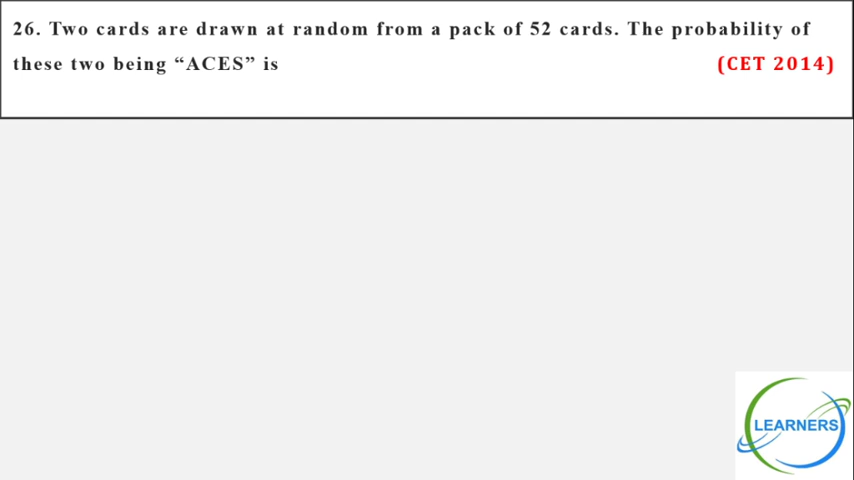 26. Two cards are drawn at random from a pack of 52 cards. The probability of
these two being “ACES” is (CET 2014)
LEARNERS